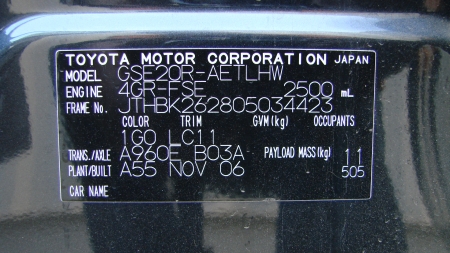 TOYOTA MOTOR CORPORATION JAPAN
MODEL GSE20R-AETLHW
ENGINE 4GR-FSE 2500 mL
FRAME No. JTHBK262805034423
COLOR TRIM GVM(kg) OCCUPANTS
1G0 LC11
TRANS./AXLE A960E B03A PAYLOAD MASS(kg) 11
PLANT/BUILT A55 NOV 06 505
CAR NAME